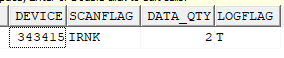 DEVICE SCANFLAG DATA_QTY LOGFLAG
343415 IRNK 2 T